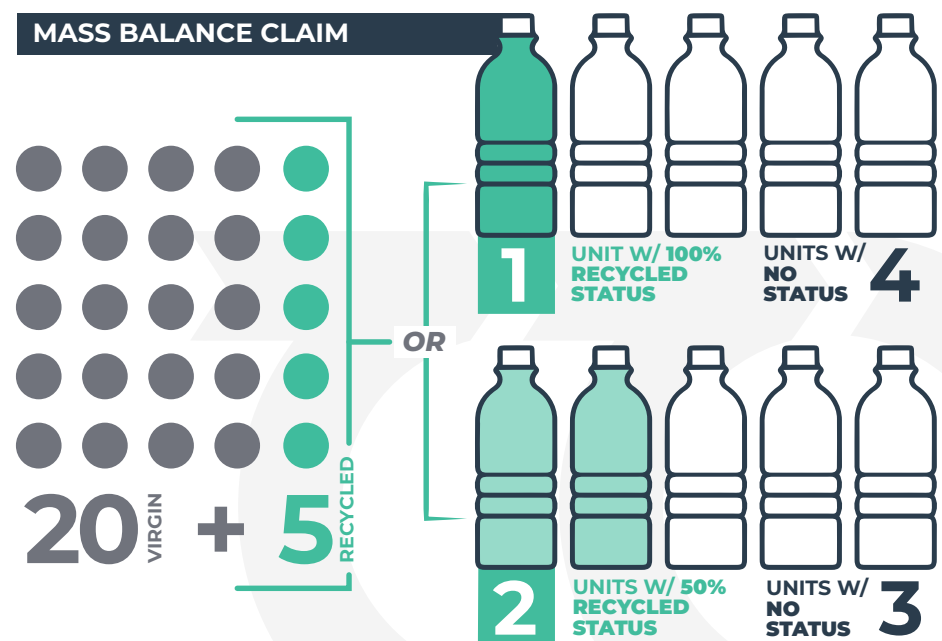 MASS BALANCE CLAIM
20 VIRGIN + 5 RECYCLED
OR
1
UNIT W/ 100%
RECYCLED
STATUS
UNITS W/
NO
STATUS
4
2
UNITS W/ 50%
RECYCLED
STATUS
UNITS W/
NO
STATUS
3